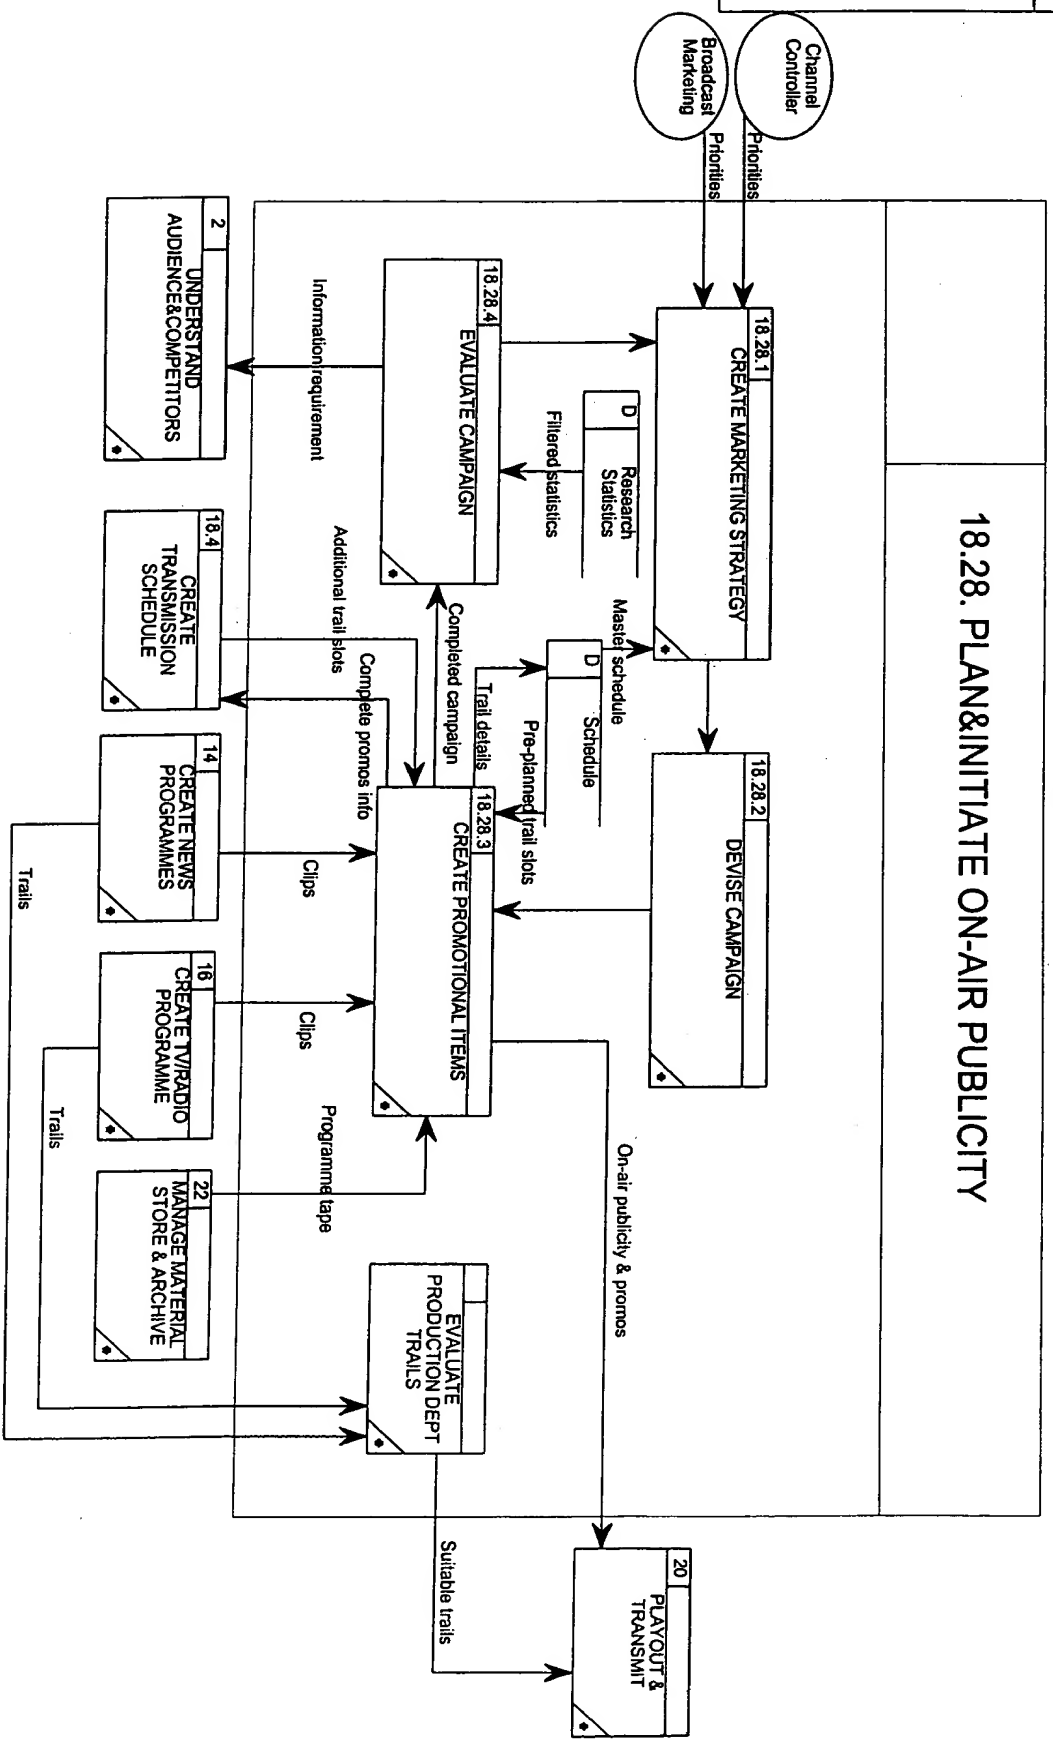 18.28. PLAN&INITIATE ON-AIR PUBLICITY
Channel
Controller
Priorities
Broadcast
Marketing
Priorities
18.28.1
CREATE MARKETING STRATEGY
18.28.2
DEVISE CAMPAIGN
D
Research
Statistics
Filtered statistics
Master schedule
D
Schedule
Pre-planned trail slots
Trail details
18.28.4
EVALUATE CAMPAIGN
Completed campaign
18.28.3
CREATE PROMOTIONAL ITEMS
On-air publicity & promos
20
PLAYOUT &
TRANSMIT
EVALUATE
PRODUCTION DEPT
TRAILS
Suitable trails
Information requirement
Additional trail slots
Complete promos info
Clips
Clips
Programme tape
2
UNDERSTAND
AUDIENCE&COMPETITORS
18.4
CREATE
TRANSMISSION
SCHEDULE
14
CREATE NEWS
PROGRAMMES
16
CREATE TV/RADIO
PROGRAMME
22
MANAGE MATERIAL
STORE & ARCHIVE
Trails
Trails